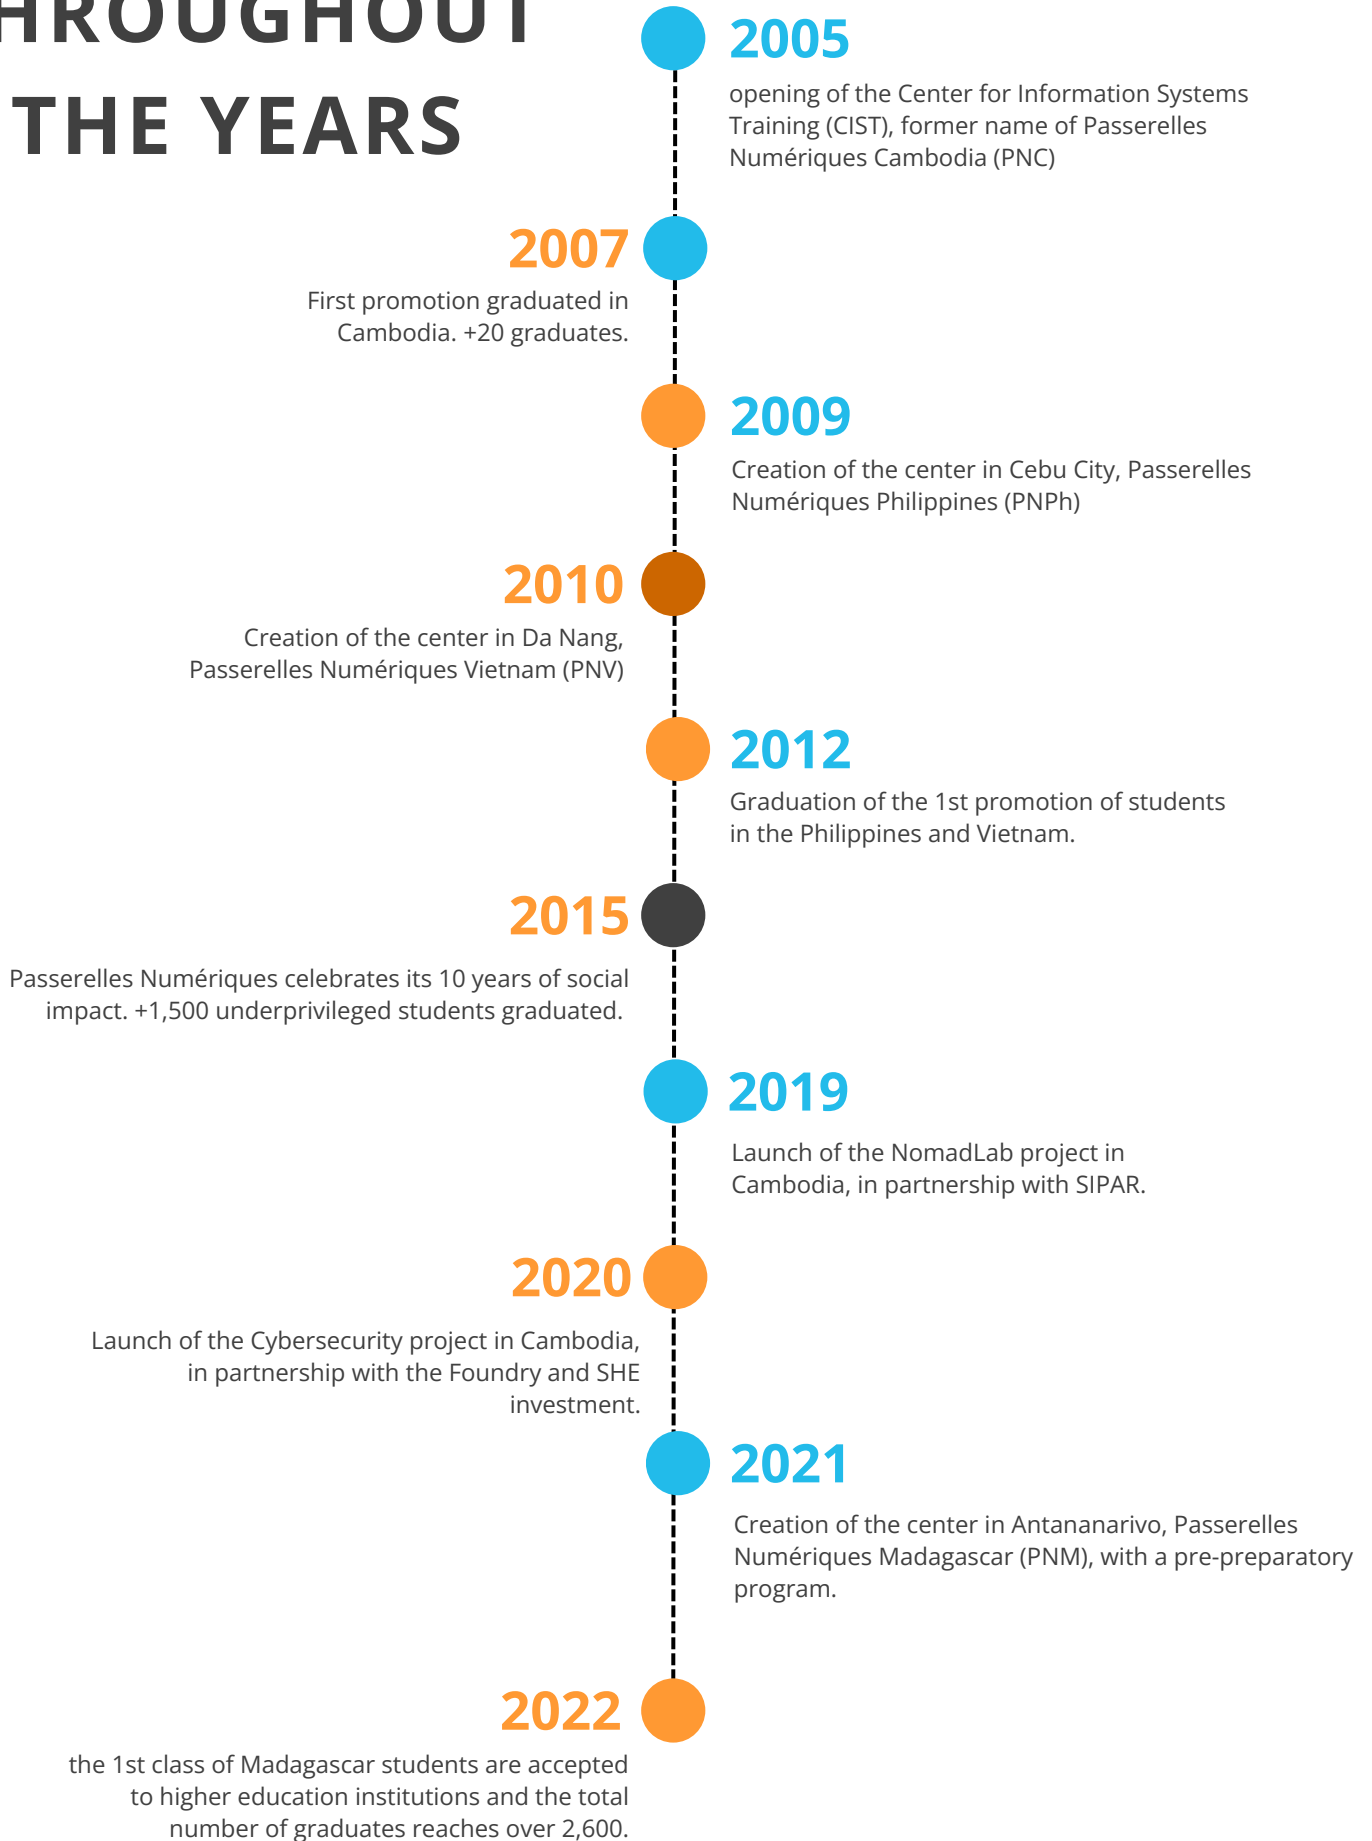 THROUGHOUT
THE YEARS
2005
opening of the Center for Information Systems
Training (CIST), former name of Passerelles
Numériques Cambodia (PNC)
2007
First promotion graduated in
Cambodia. +20 graduates.
2009
Creation of the center in Cebu City, Passerelles
Numériques Philippines (PNPh)
2010
Creation of the center in Da Nang,
Passerelles Numériques Vietnam (PNV)
2012
Graduation of the 1st promotion of students
in the Philippines and Vietnam.
2015
Passerelles Numériques celebrates its 10 years of social
impact. +1,500 underprivileged students graduated.
2019
Launch of the NomadLab project in
Cambodia, in partnership with SIPAR.
2020
Launch of the Cybersecurity project in Cambodia,
in partnership with the Foundry and SHE
investment.
2021
Creation of the center in Antananarivo, Passerelles
Numériques Madagascar (PNM), with a pre-preparatory
program.
2022
the 1st class of Madagascar students are accepted
to higher education institutions and the total
number of graduates reaches over 2,600.